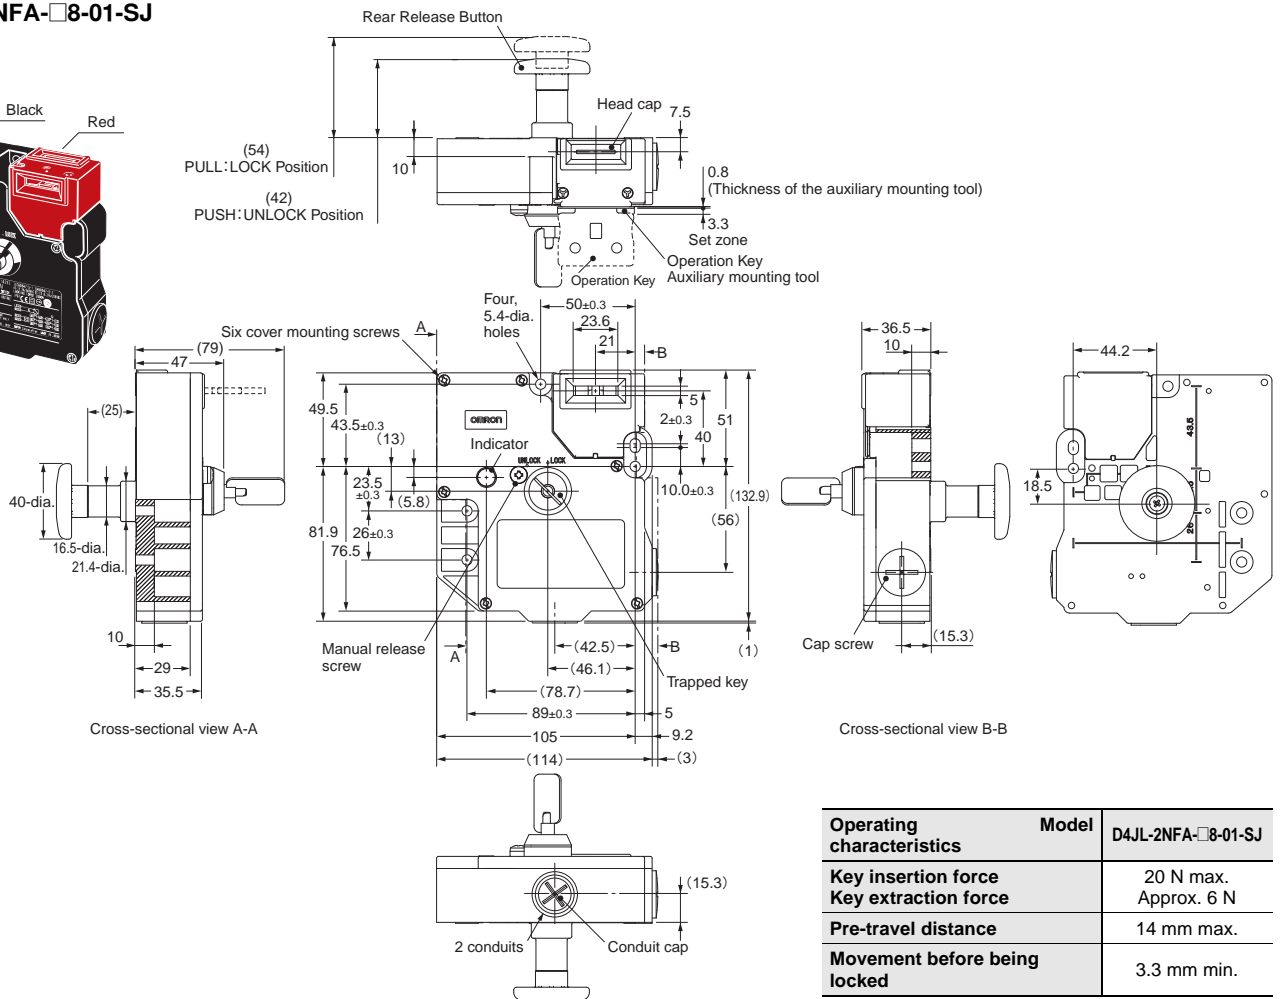 NFA-□8-01-SJ
Rear Release Button
Black
Red
Head cap
7.5
(54)
PULL:LOCK Position
10
(42)
PUSH:UNLOCK Position
0.8
(Thickness of the auxiliary mounting tool)
3.3
Set zone
Operation Key
Auxiliary mounting tool
Operation Key
Four,
5.4-dia.
holes
50±0.3
23.6
21
Six cover mounting screws
A
B
(79)
47
(25)
40-dia.
16.5-dia.
21.4-dia.
10
29
35.5
Cross-sectional view A-A
49.5
43.5±0.3
(13)
OMRON
Indicator
UNLOCK
LOCK
23.5
±0.3
(5.8)
81.9
76.5
26±0.3
5
2±0.3
40
51
10.0±0.3
(132.9)
(56)
Manual release
screw
A
(42.5)
B
(1)
(46.1)
Trapped key
(78.7)
89±0.3
5
105
9.2
(114)
(3)
36.5
10
Cap screw
(15.3)
Cross-sectional view B-B
44.2
43.5
18.5
26
(15.3)
2 conduits
Conduit cap
Operating characteristics Model D4JL-2NFA-□8-01-SJ
Key insertion force 20 N max.
Key extraction force Approx. 6 N
Pre-travel distance 14 mm max.
Movement before being locked 3.3 mm min.